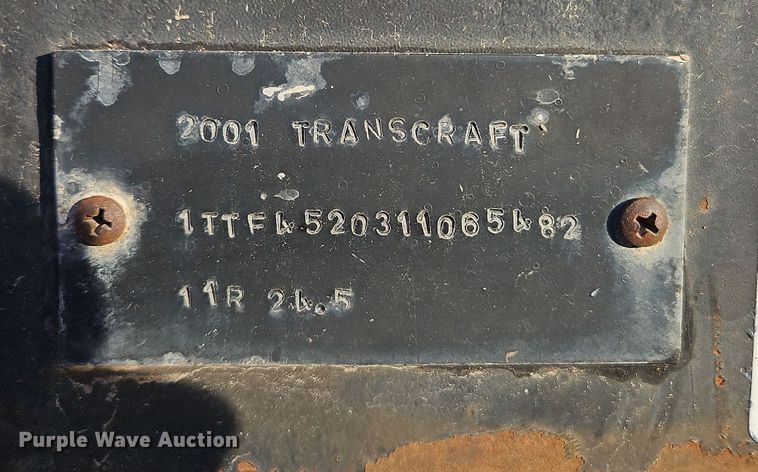 2001 TRANSCRAFT
1TTF4520311065482
11R 24.5
Purple Wave Auction